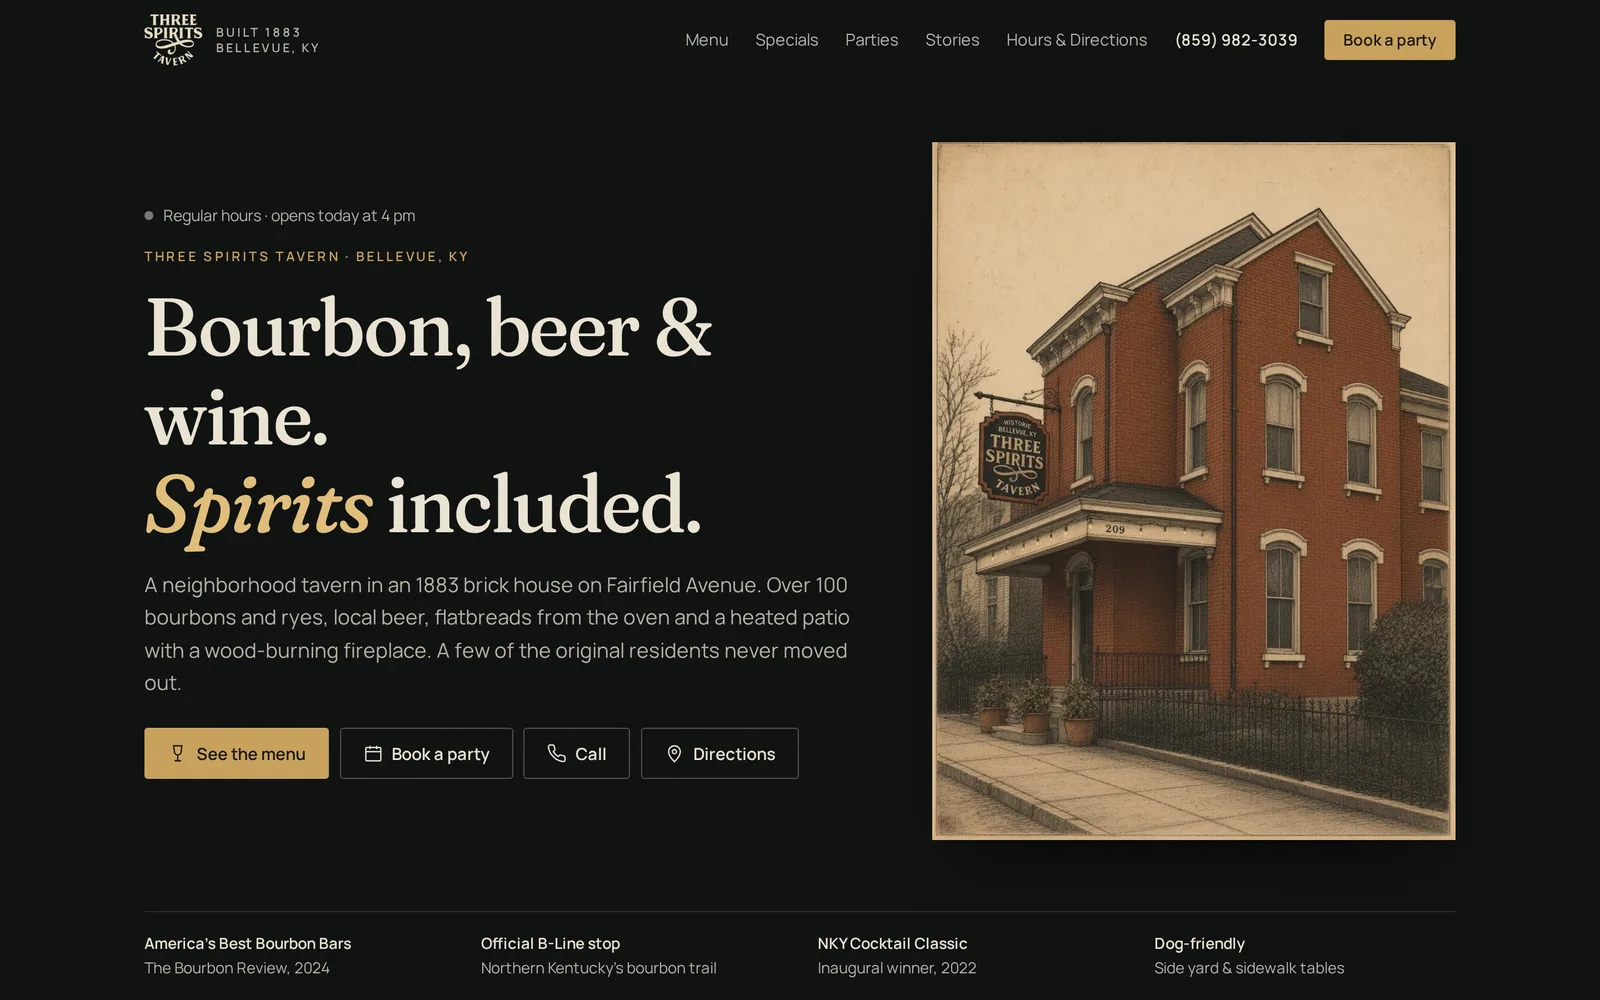 THREE
SPIRITS
TAVERN
BUILT 1883
BELLEVUE, KY
Menu
Specials
Parties
Stories
Hours & Directions
(859) 982-3039
Book a party
Regular hours · opens today at 4 pm
THREE SPIRITS TAVERN · BELLEVUE, KY
Bourbon, beer &
wine.
Spirits included.
A neighborhood tavern in an 1883 brick house on Fairfield Avenue. Over 100
bourbons and ryes, local beer, flatbreads from the oven and a heated patio
with a wood-burning fireplace. A few of the original residents never moved
out.
See the menu
Book a party
Call
Directions
HISTORIC
BELLEVUE, KY
THREE
SPIRITS
TAVERN
209
America's Best Bourbon Bars
The Bourbon Review, 2024
Official B-Line stop
Northern Kentucky's bourbon trail
NKY Cocktail Classic
Inaugural winner, 2022
Dog-friendly
Side yard & sidewalk tables